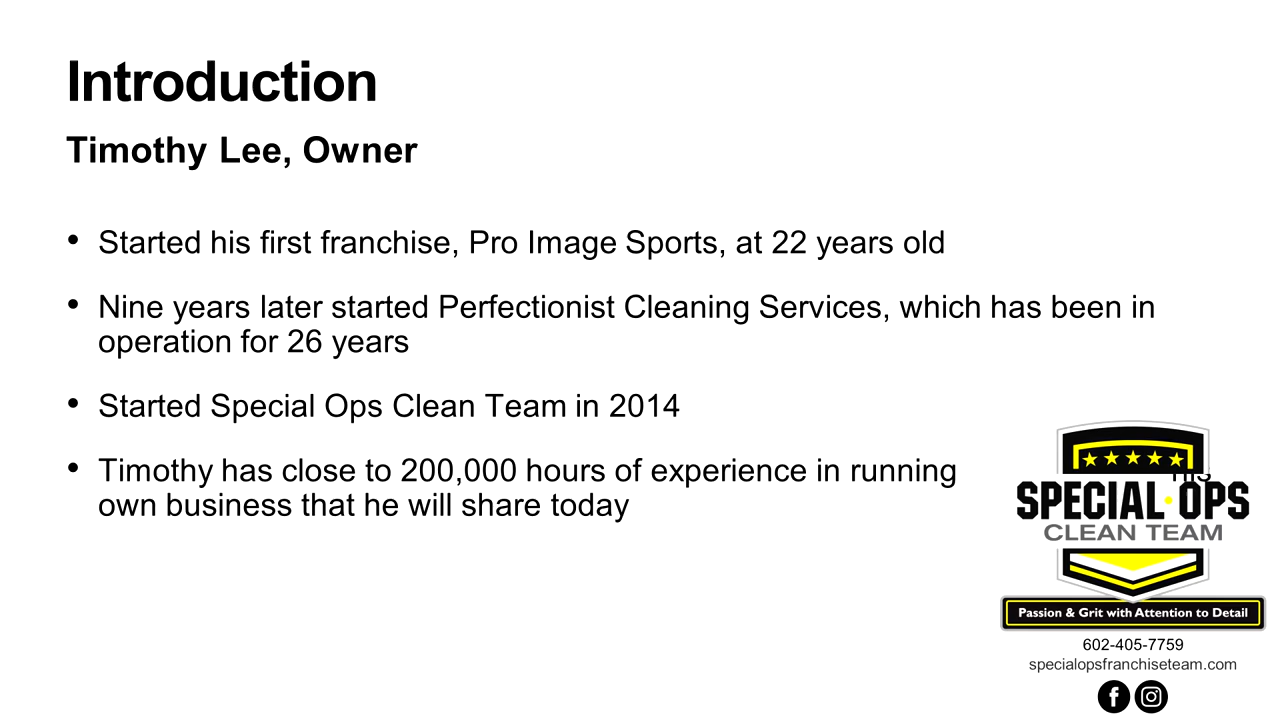 Introduction
Timothy Lee, Owner
• Started his first franchise, Pro Image Sports, at 22 years old
• Nine years later started Perfectionist Cleaning Services, which has been in
operation for 26 years
• Started Special Ops Clean Team in 2014
• Timothy has close to 200,000 hours of experience in running his
own business that he will share today
SPECIAL·OPS
CLEAN TEAM
Passion & Grit with Attention to Detail
602-405-7759
specialopsfranchiseteam.com